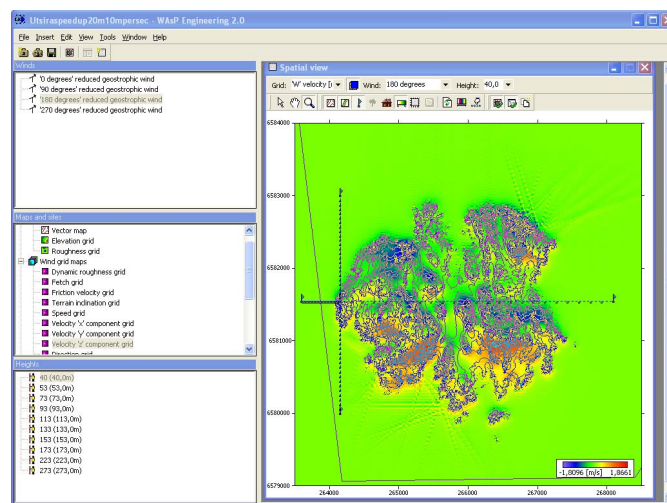 Utsiraspeedup20m10mpersec - WAsP Engineering 2.0
File Insert Edit View Tools Window Help
Winds
'0 degrees' reduced geostrophic wind
'90 degrees' reduced geostrophic wind
'180 degrees' reduced geostrophic wind
'270 degrees' reduced geostrophic wind
Maps and sites
Vector map
Elevation grid
Roughness grid
Wind grid maps
Dynamic roughness grid
Fetch grid
Friction velocity grid
Terrain inclination grid
Speed grid
Velocity 'x' component grid
Velocity 'y' component grid
Velocity 'z' component grid
Direction grid
Heights
40 (40,0m)
53 (53,0m)
73 (73,0m)
93 (93,0m)
113 (113,0m)
133 (133,0m)
153 (153,0m)
173 (173,0m)
223 (223,0m)
273 (273,0m)
Spatial view
Grid: 'W' velocity [ Wind: 180 degrees Height: 40,0
6584000
6583000
6582000
6581000
6580000
6579000
264000 265000 266000 267000 268000
-1,8096 [m/s] 1,8661